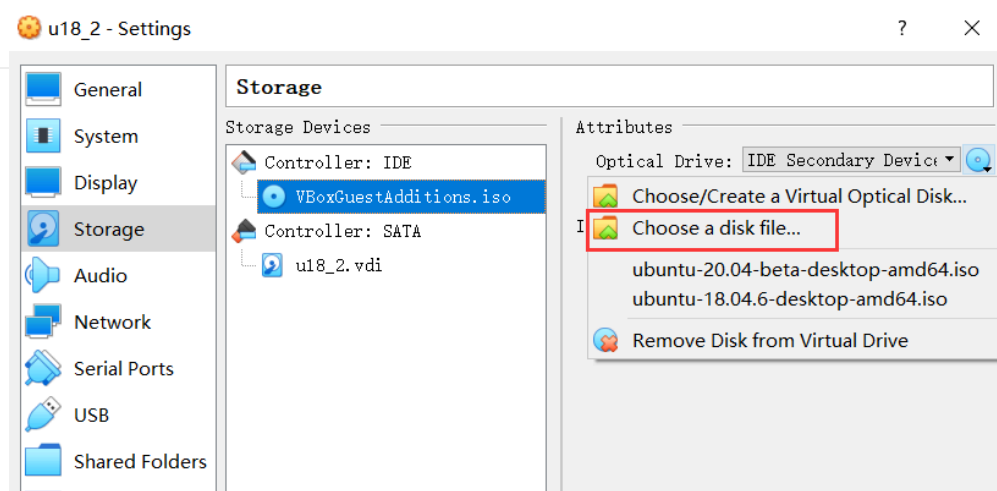 u18_2 - Settings
?
General
System
Display
Storage
Audio
Network
Serial Ports
USB
Shared Folders
Storage
Storage Devices
Controller: IDE
VBoxGuestAdditions.iso
Controller: SATA
u18_2.vdi
Attributes
Optical Drive: IDE Secondary Device
Choose/Create a Virtual Optical Disk...
Choose a disk file...
ubuntu-20.04-beta-desktop-amd64.iso
ubuntu-18.04.6-desktop-amd64.iso
Remove Disk from Virtual Drive